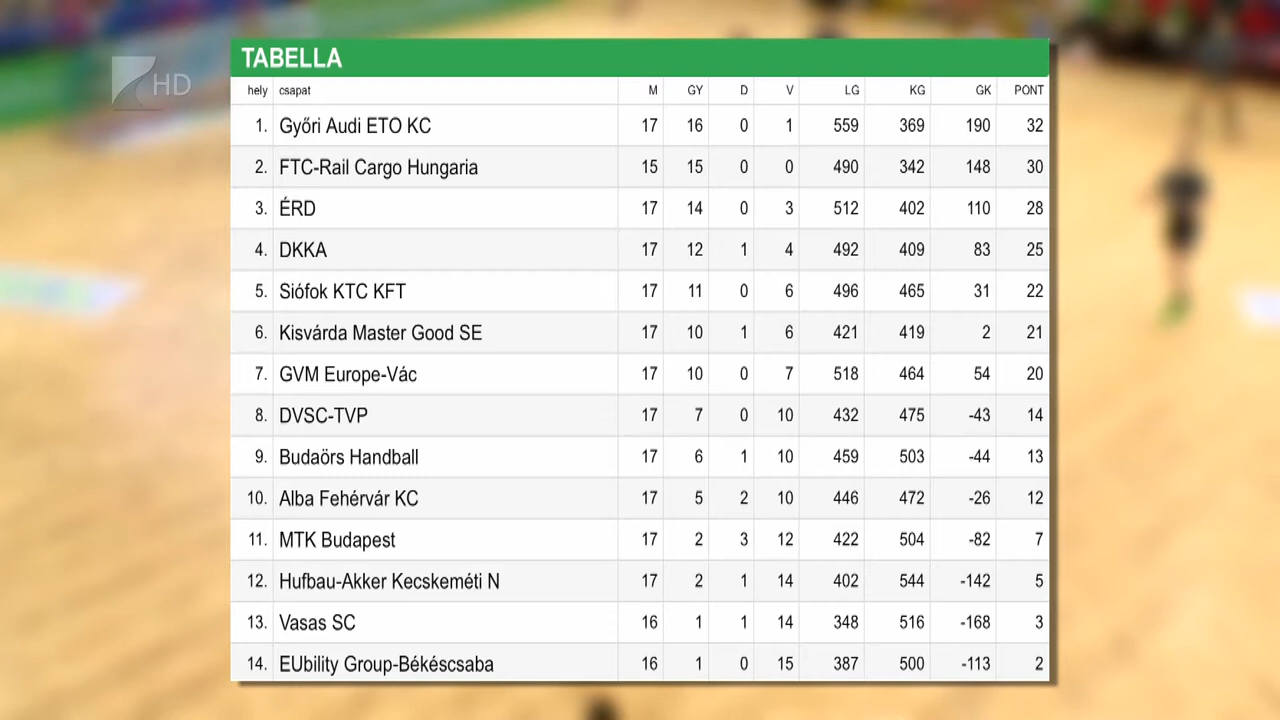 HD
TABELLA
hely csapat M GY D V LG KG GK PONT
1. Győri Audi ETO KC 17 16 0 1 559 369 190 32
2. FTC-Rail Cargo Hungaria 15 15 0 0 490 342 148 30
3. ÉRD 17 14 0 3 512 402 110 28
4. DKKA 17 12 1 4 492 409 83 25
5. Siófok KTC KFT 17 11 0 6 496 465 31 22
6. Kisvárda Master Good SE 17 10 1 6 421 419 2 21
7. GVM Europe-Vác 17 10 0 7 518 464 54 20
8. DVSC-TVP 17 7 0 10 432 475 -43 14
9. Budaörs Handball 17 6 1 10 459 503 -44 13
10. Alba Fehérvár KC 17 5 2 10 446 472 -26 12
11. MTK Budapest 17 2 3 12 422 504 -82 7
12. Hufbau-Akker Kecskeméti N 17 2 1 14 402 544 -142 5
13. Vasas SC 16 1 1 14 348 516 -168 3
14. EUbility Group-Békéscsaba 16 1 0 15 387 500 -113 2